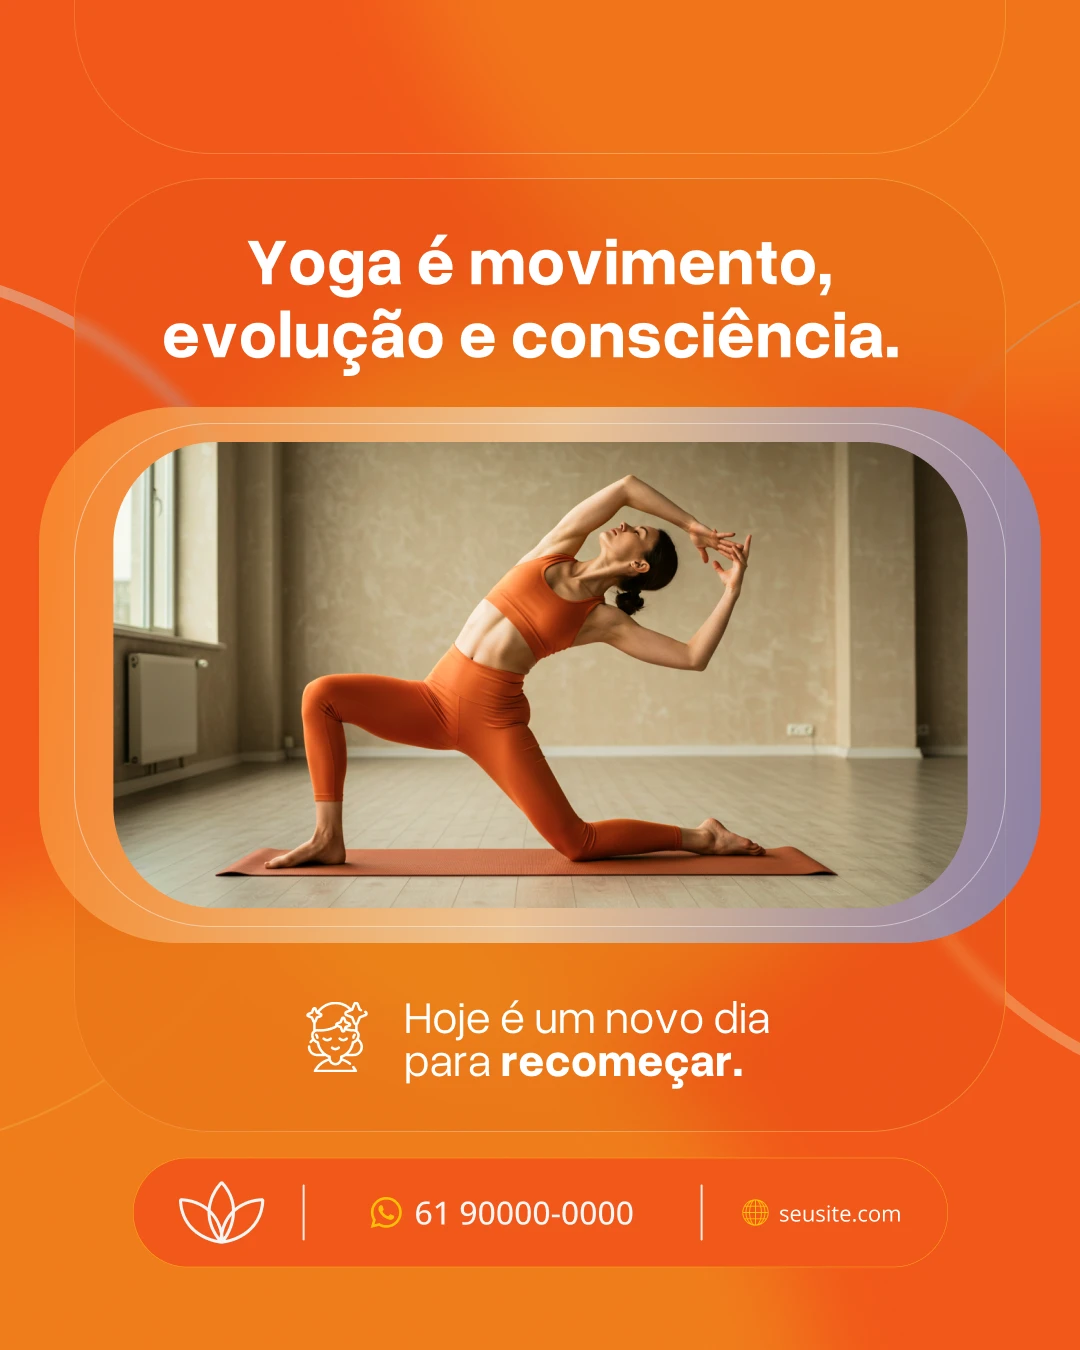 Yoga é movimento,
evolução e consciência.
Hoje é um novo dia
para recomeçar.
61 90000-0000
seusite.com